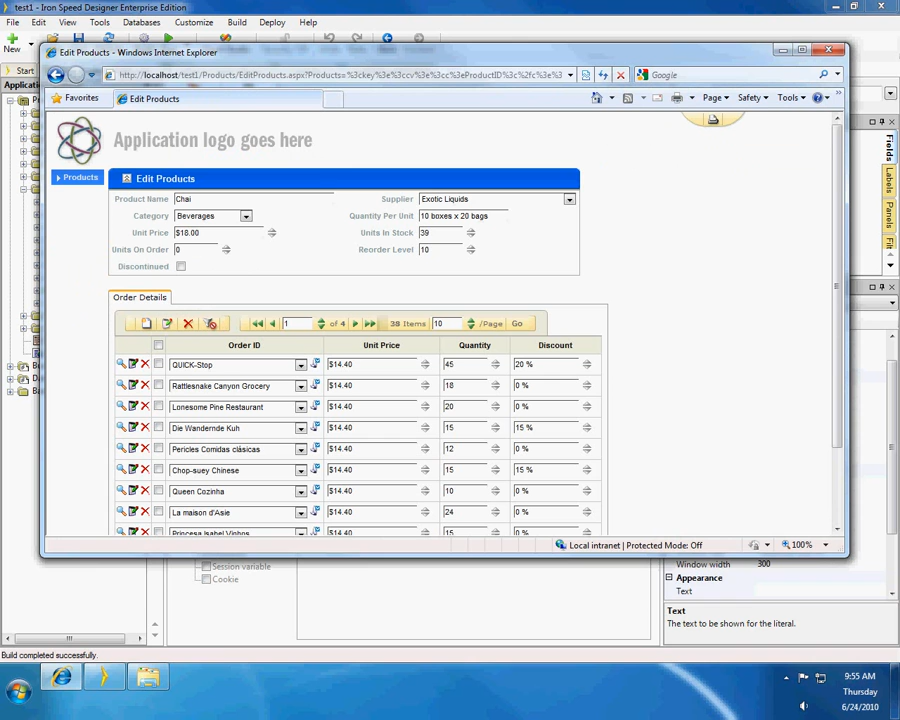 test1 - Iron Speed Designer Enterprise Edition
File Edit View Tools Databases Customize Build Deploy Help
New
Start
Edit Products - Windows Internet Explorer
http://localhost/test1/Products/EditProducts.aspx?Products=%3ckey%3e%3ccv%3e%3cc%3eProductID%3c%2fc%3e%3
Google
Favorites
Edit Products
Page Safety Tools
Application logo goes here
Products
Edit Products
Product Name Chai Supplier Exotic Liquids
Category Beverages Quantity Per Unit 10 boxes x 20 bags
Unit Price $18.00 Units In Stock 39
Units On Order 0 Reorder Level 10
Discontinued
Order Details
1 of 4 38 Items 10 /Page Go
Order ID Unit Price Quantity Discount
QUICK-Stop $14.40 45 20 %
Rattlesnake Canyon Grocery $14.40 18 0 %
Lonesome Pine Restaurant $14.40 20 0 %
Die Wandernde Kuh $14.40 15 15 %
Pericles Comidas clásicas $14.40 12 0 %
Chop-suey Chinese $14.40 15 15 %
Queen Cozinha $14.40 10 0 %
La maison d'Asie $14.40 24 0 %
Princesa Isabel Vinhos $14.40 15 0 %
Local intranet | Protected Mode: Off
100%
Fields
Labels
Panels
Session variable
Cookie
Window width 300
Appearance
Text
Text
The text to be shown for the literal.
Build completed successfully.
9:55 AM
Thursday
6/24/2010